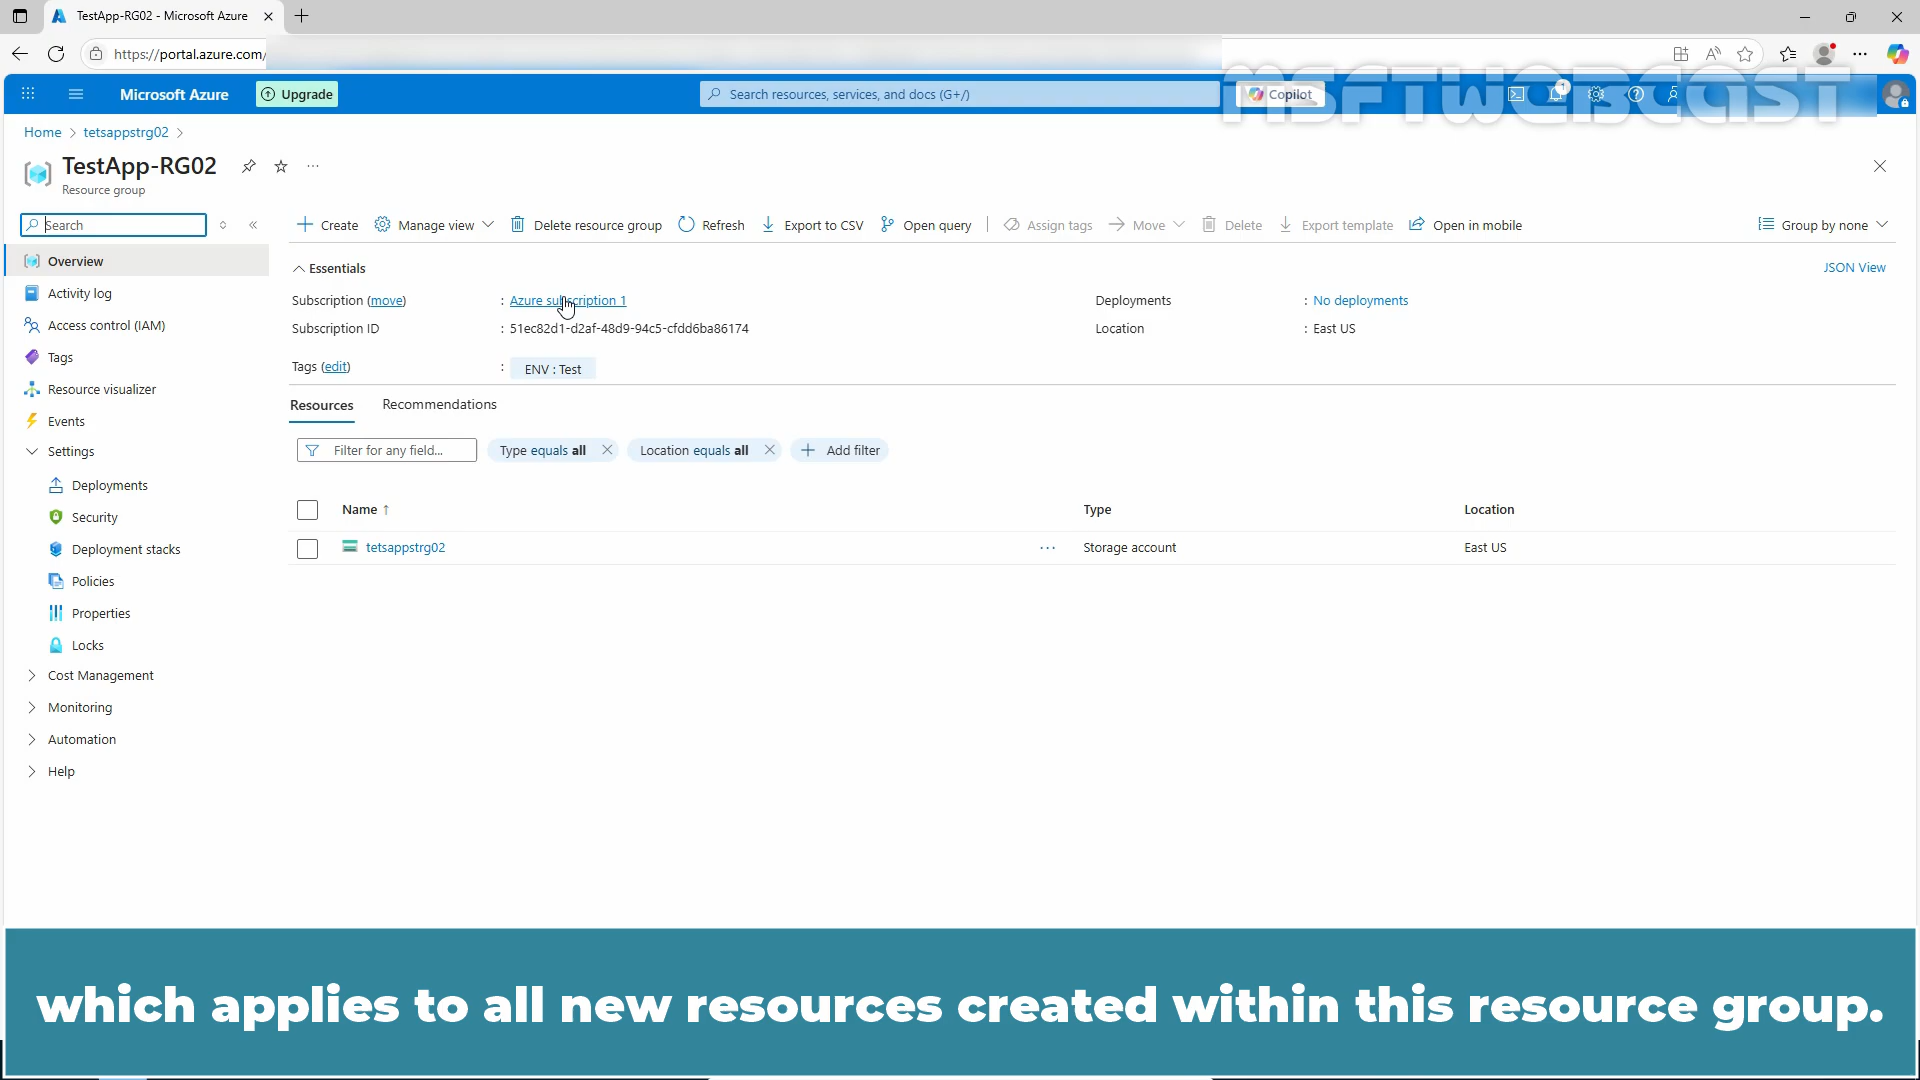 TestApp-RG02 - Microsoft Azure
https://portal.azure.com/
Microsoft Azure
Upgrade
Search resources, services, and docs (G+/)
Copilot
1
MSFTWEBCAST
Home > tetsappstrg02 >
TestApp-RG02
Resource group
Search
Create
Manage view
Delete resource group
Refresh
Export to CSV
Open query
Assign tags
Move
Delete
Export template
Open in mobile
Group by none
Overview
Activity log
Access control (IAM)
Tags
Resource visualizer
Events
Settings
Deployments
Security
Deployment stacks
Policies
Properties
Locks
Cost Management
Monitoring
Automation
Help
Essentials
JSON View
Subscription (move) : Azure subscription 1
Deployments : No deployments
Subscription ID : 51ec82d1-d2af-48d9-94c5-cfdd6ba86174
Location : East US
Tags (edit) : ENV : Test
Resources Recommendations
Filter for any field...
Type equals all
Location equals all
Add filter
Name ↑ Type Location
tetsappstrg02 ... Storage account East US
which applies to all new resources created within this resource group.